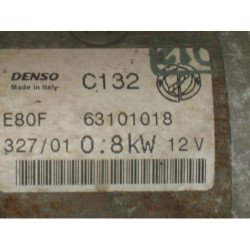 DENSO
Made in Italy
C132
E80F 63101018
327/01 0.8kW 12V